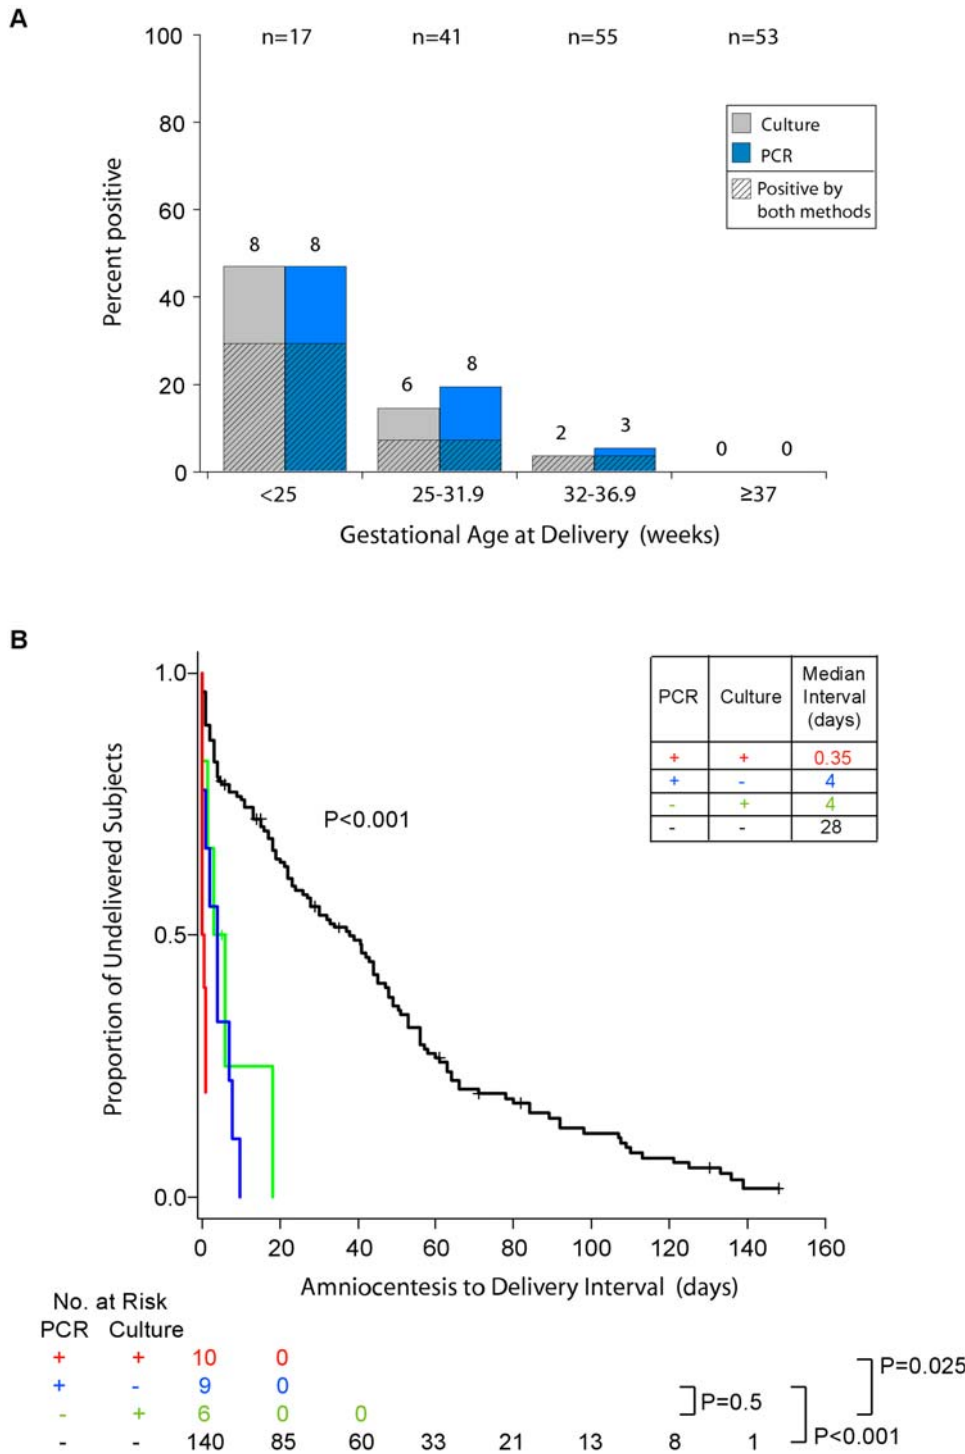 A
100 n=17 n=41 n=55 n=53
80
60
40
20
0
Percent positive
Culture
PCR
Positive by
both methods
8 8
6 8
2 3
0 0
<25 25-31.9 32-36.9 ≥37
Gestational Age at Delivery (weeks)
B
1.0
0.5
0.0
Proportion of Undelivered Subjects
P<0.001
PCR Culture Median Interval (days)
+ + 0.35
+ - 4
- + 4
- - 28
0 20 40 60 80 100 120 140 160
Amniocentesis to Delivery Interval (days)
No. at Risk
PCR Culture
+ + 10 0
+ - 9 0
- + 6 0 0
- - 140 85 60 33 21 13 8 1
P=0.5
P<0.001
P=0.025